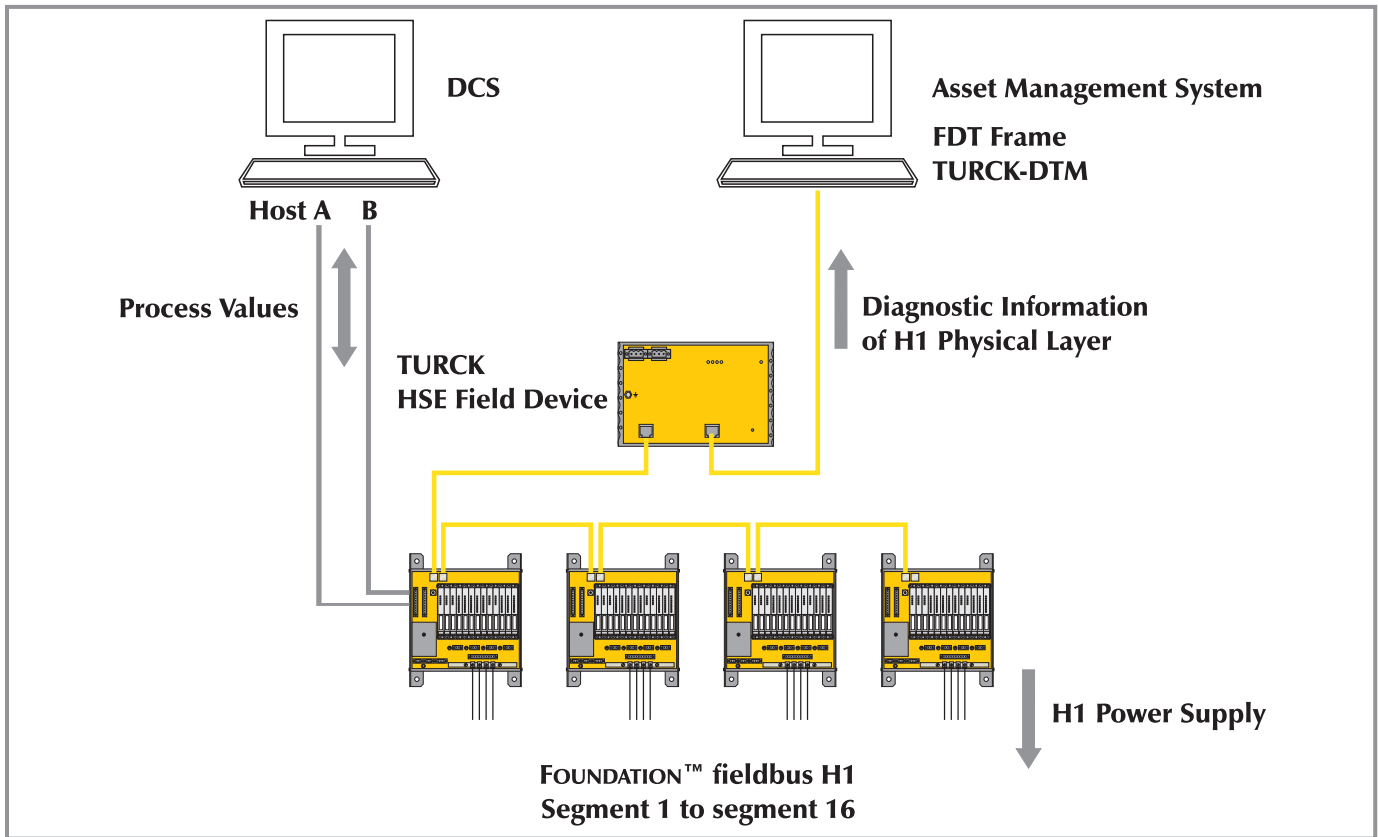 DCS
Asset Management System
FDT Frame
TURCK-DTM
Host A B
Process Values
Diagnostic Information
of H1 Physical Layer
TURCK
HSE Field Device
H1 Power Supply
FOUNDATION™ fieldbus H1
Segment 1 to segment 16